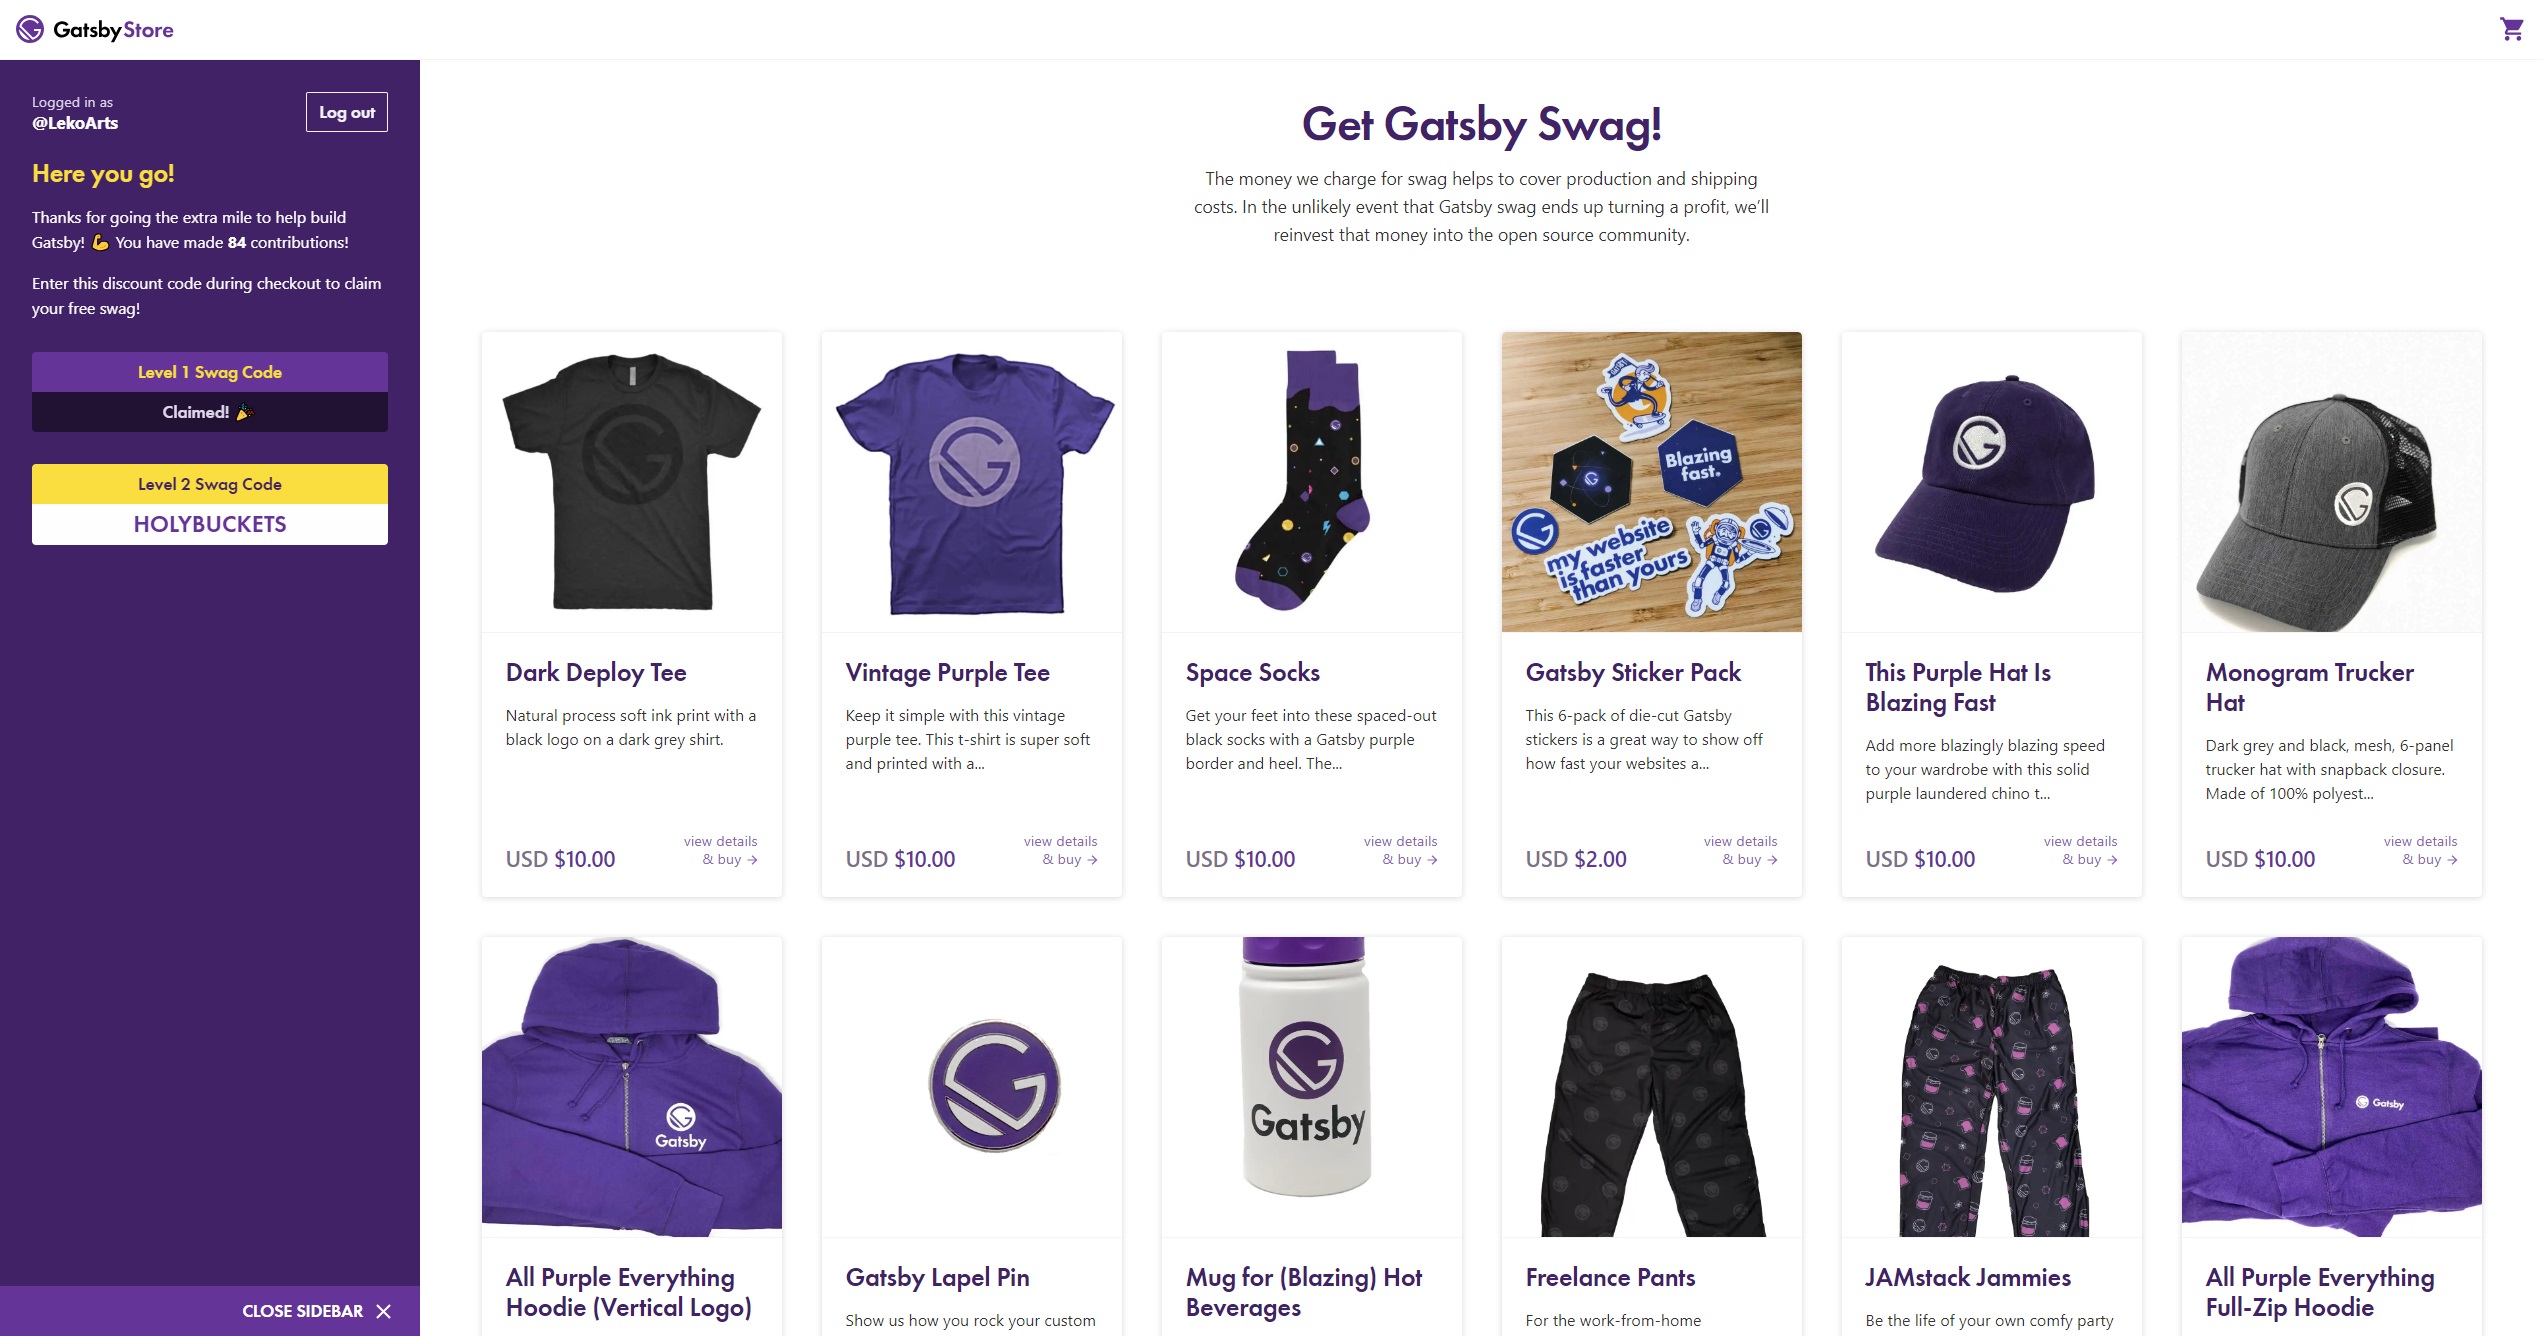 GatsbyStore
Logged in as
@LekoArts
Log out
Here you go!
Thanks for going the extra mile to help build
Gatsby! 💪 You have made 84 contributions!
Enter this discount code during checkout to claim
your free swag!
Level 1 Swag Code
Claimed! 🎉
Level 2 Swag Code
HOLYBUCKETS
CLOSE SIDEBAR
Get Gatsby Swag!
The money we charge for swag helps to cover production and shipping
costs. In the unlikely event that Gatsby swag ends up turning a profit, we’ll
reinvest that money into the open source community.
Dark Deploy Tee
Natural process soft ink print with a
black logo on a dark grey shirt.
USD $10.00
view details
& buy →
Vintage Purple Tee
Keep it simple with this vintage
purple tee. This t-shirt is super soft
and printed with a...
USD $10.00
view details
& buy →
Space Socks
Get your feet into these spaced-out
black socks with a Gatsby purple
border and heel. The...
USD $10.00
view details
& buy →
Blazing
fast.
my website
is faster
than yours
Gatsby Sticker Pack
This 6-pack of die-cut Gatsby
stickers is a great way to show off
how fast your websites a...
USD $2.00
view details
& buy →
This Purple Hat Is
Blazing Fast
Add more blazingly blazing speed
to your wardrobe with this solid
purple laundered chino t...
USD $10.00
view details
& buy →
Monogram Trucker
Hat
Dark grey and black, mesh, 6-panel
trucker hat with snapback closure.
Made of 100% polyest...
USD $10.00
view details
& buy →
Gatsby
All Purple Everything
Hoodie (Vertical Logo)
Gatsby Lapel Pin
Show us how you rock your custom
Gatsby
Mug for (Blazing) Hot
Beverages
Freelance Pants
For the work-from-home
JAMstack Jammies
Be the life of your own comfy party
Gatsby
All Purple Everything
Full-Zip Hoodie